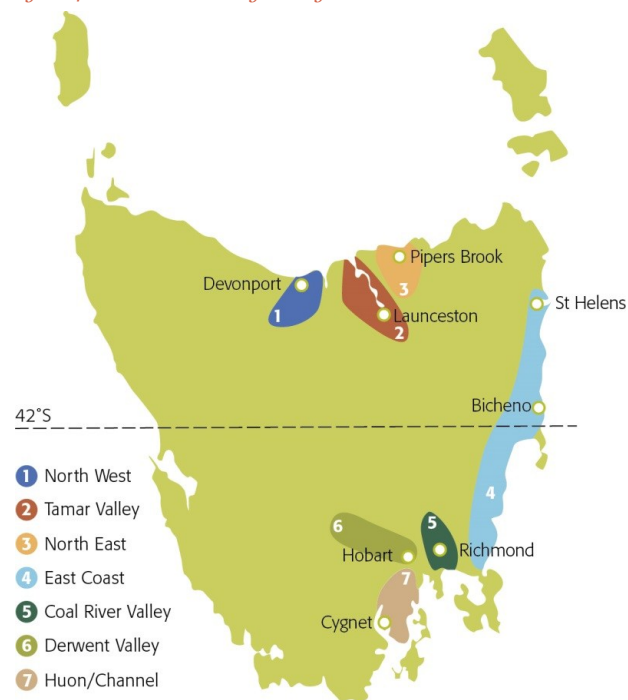 Pipers Brook
Devonport
3
St Helens
1
Launceston
2
Bicheno
42°S
4
1 North West
2 Tamar Valley
3 North East
4 East Coast
5 Coal River Valley
6 Derwent Valley
7 Huon/Channel
6
5
Hobart
Richmond
7
Cygnet